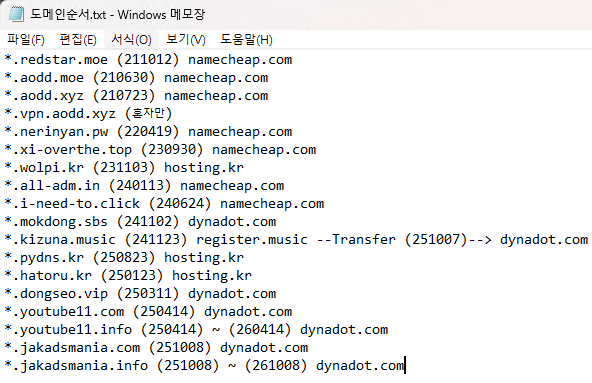 도메인순서.txt - Windows 메모장
파일(F) 편집(E) 서식(O) 보기(V) 도움말(H)
*.redstar.moe (211012) namecheap.com
*.aodd.moe (210630) namecheap.com
*.aodd.xyz (210723) namecheap.com
*.vpn.aodd.xyz (혼자만)
*.nerinyan.pw (220419) namecheap.com
*.xi-overthe.top (230930) namecheap.com
*.wolpi.kr (231103) hosting.kr
*.all-adm.in (240113) namecheap.com
*.i-need-to.click (240624) namecheap.com
*.mokdong.sbs (241102) dynadot.com
*.kizuna.music (241123) register.music --Transfer (251007)--> dynadot.com
*.pydns.kr (250823) hosting.kr
*.hatoru.kr (250123) hosting.kr
*.dongseo.vip (250311) dynadot.com
*.youtube11.com (250414) dynadot.com
*.youtube11.info (250414) ~ (260414) dynadot.com
*.jakadsmania.com (251008) dynadot.com
*.jakadsmania.info (251008) ~ (261008) dynadot.com